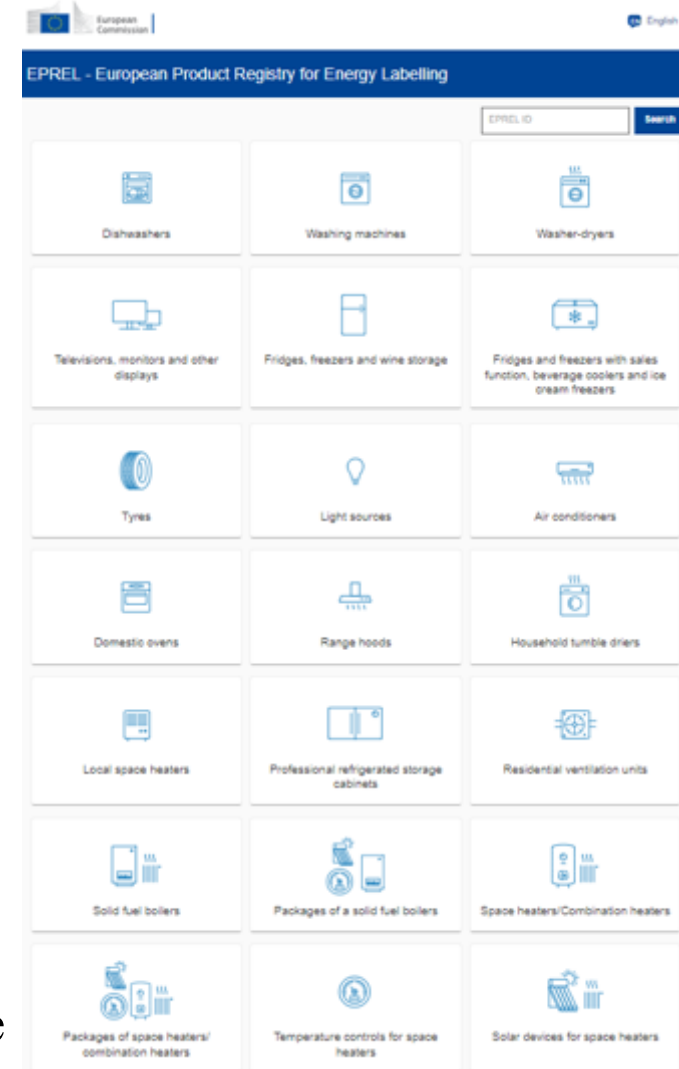 European
Commission
EN English
EPREL - European Product Registry for Energy Labelling
EPREL ID
Search
Dishwashers
Washing machines
Washer-dryers
Televisions, monitors and other
displays
Fridges, freezers and wine storage
Fridges and freezers with sales
function, beverage coolers and ice
cream freezers
Tyres
Light sources
Air conditioners
Domestic ovens
Range hoods
Household tumble driers
Local space heaters
Professional refrigerated storage
cabinets
Residential ventilation units
Solid fuel boilers
Packages of a solid fuel boilers
Space heaters/Combination heaters
Packages of space heaters/
combination heaters
Temperature controls for space
heaters
Solar devices for space heaters
e